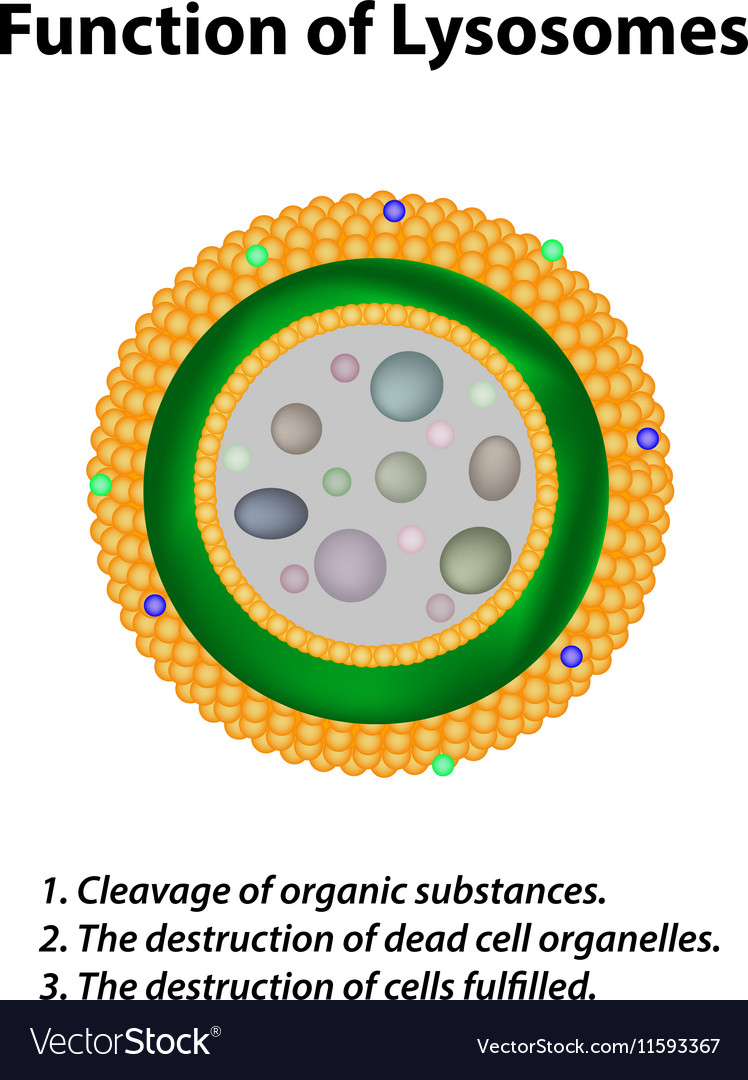 Function of Lysosomes
1. Cleavage of organic substances.
2. The destruction of dead cell organelles.
3. The destruction of cells fulfilled.
VectorStock®
VectorStock.com/11593367